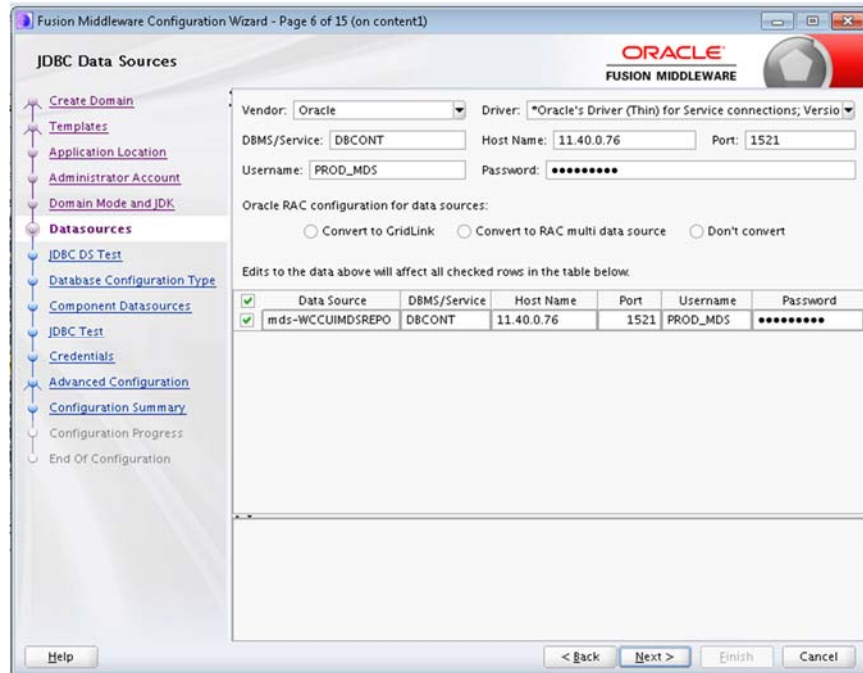 Fusion Middleware Configuration Wizard - Page 6 of 15 (on content1)
JDBC Data Sources
ORACLE
FUSION MIDDLEWARE
Create Domain
Templates
Application Location
Administrator Account
Domain Mode and JDK
Datasources
JDBC DS Test
Database Configuration Type
Component Datasources
JDBC Test
Credentials
Advanced Configuration
Configuration Summary
Configuration Progress
End Of Configuration
Vendor: Oracle Driver: *Oracle's Driver (Thin) for Service connections; Versio
DBMS/Service: DBCONT Host Name: 11.40.0.76 Port: 1521
Username: PROD_MDS Password: •••••••••
Oracle RAC configuration for data sources:
Convert to GridLink Convert to RAC multi data source Don't convert
Edits to the data above will affect all checked rows in the table below.
Data Source DBMS/Service Host Name Port Username Password
mds-WCCUIMDSREPO DBCONT 11.40.0.76 1521 PROD_MDS •••••••••
Help < Back Next > Finish Cancel